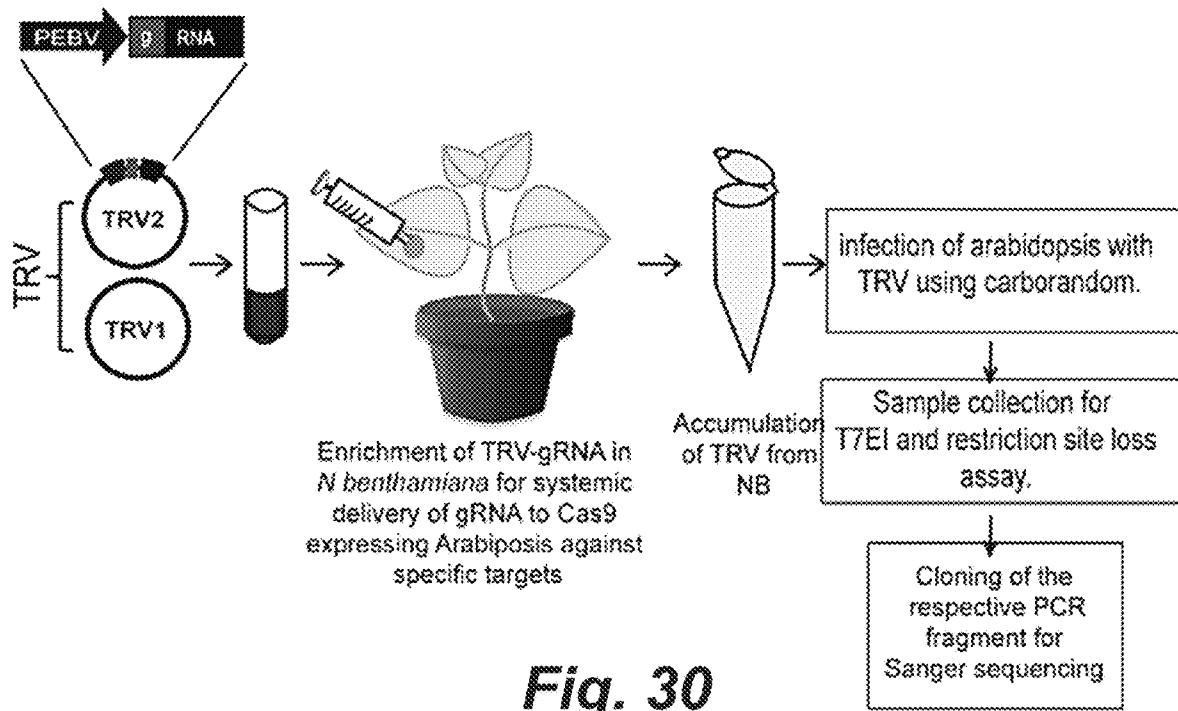 PEBV
g RNA
TRV
TRV2
TRV1
Enrichment of TRV-gRNA in
N benthamiana for systemic
delivery of gRNA to Cas9
expressing Arabiposis against
specific targets
Accumulation
of TRV from
NB
infection of arabidopsis with
TRV using carborandom.
Sample collection for
T7EI and restriction site loss
assay.
Cloning of the
respective PCR
fragment for
Sanger sequencing
Fig. 30